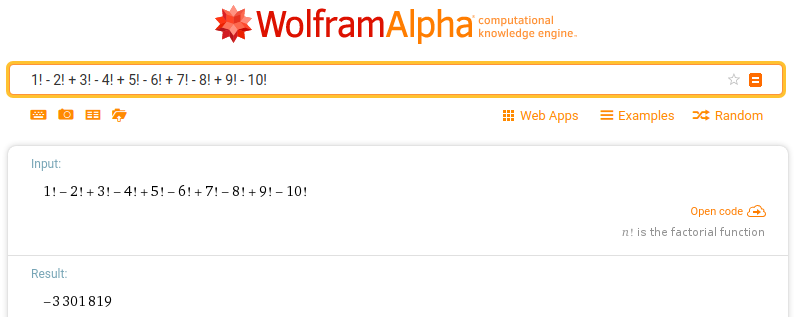 WolframAlpha computational knowledge engine.
1! - 2! + 3! - 4! + 5! - 6! + 7! - 8! + 9! - 10!
Web Apps Examples Random
Input:
1! – 2! + 3! – 4! + 5! – 6! + 7! – 8! + 9! – 10!
Open code
n! is the factorial function
Result:
–3 301 819